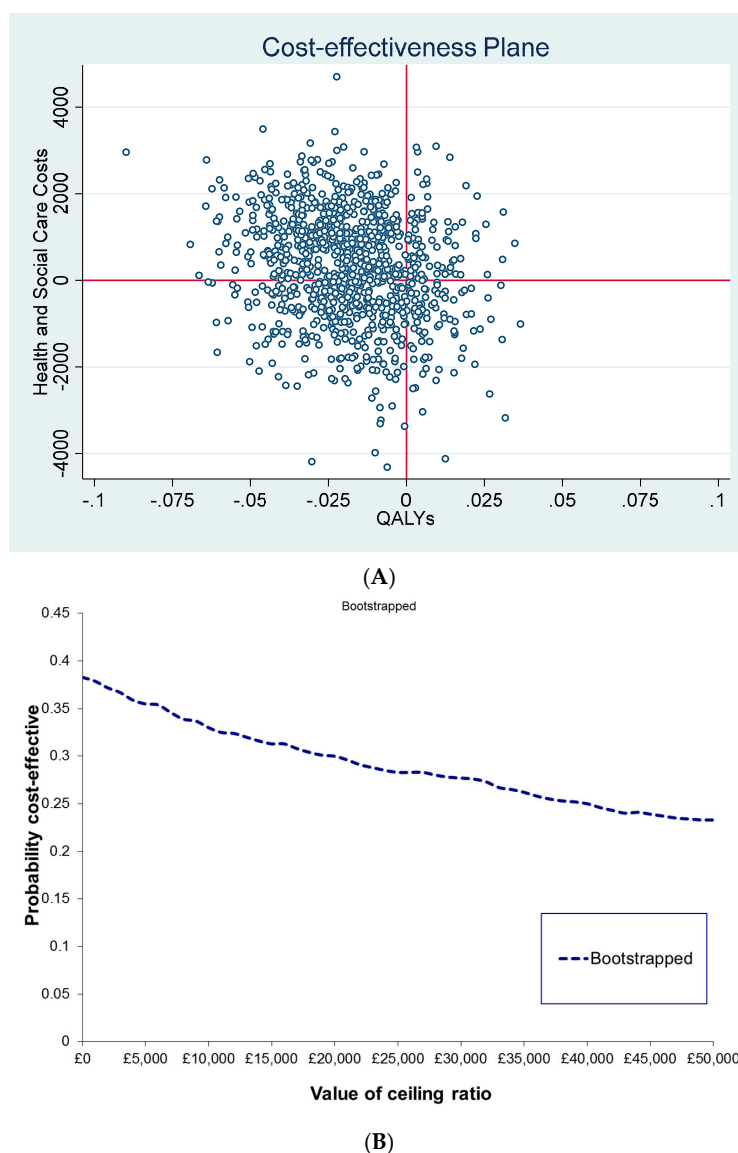 Cost-effectiveness Plane
Health and Social Care Costs
4000
2000
0
-2000
-4000
-.1 -.075 -.05 -.025 0 .025 .05 .075 .1
QALYs
(A)
Bootstrapped
Probability cost-effective
0.45
0.4
0.35
0.3
0.25
0.2
0.15
0.1
0.05
0
Bootstrapped
£0 £5,000 £10,000 £15,000 £20,000 £25,000 £30,000 £35,000 £40,000 £45,000 £50,000
Value of ceiling ratio
(B)